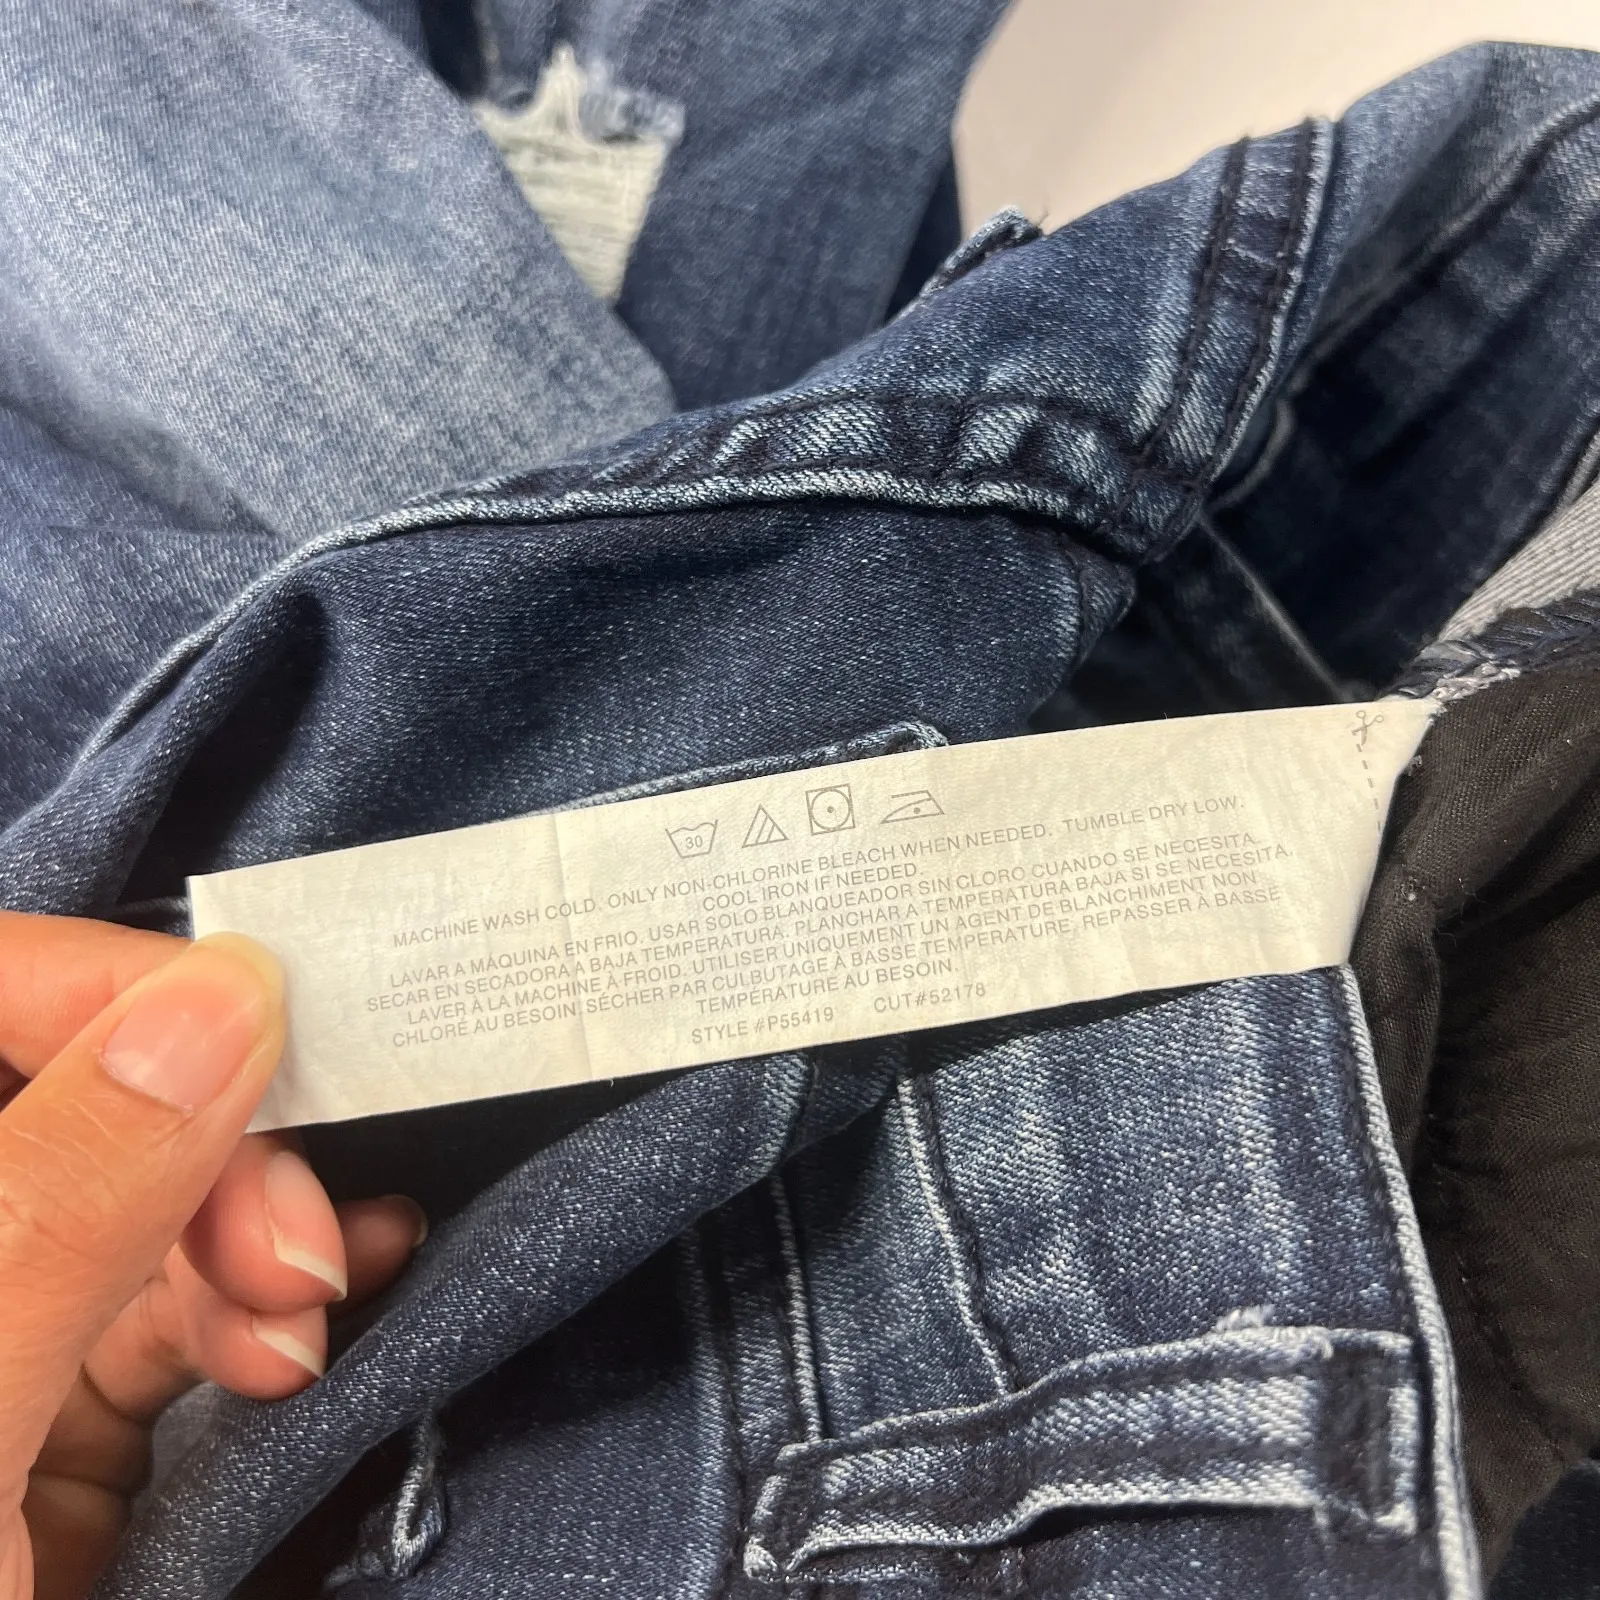 30
MACHINE WASH COLD. ONLY NON-CHLORINE BLEACH WHEN NEEDED. TUMBLE DRY LOW.
COOL IRON IF NEEDED.
LAVAR A MÁQUINA EN FRIO. USAR SOLO BLANQUEADOR SIN CLORO CUANDO SE NECESITA.
SECAR EN SECADORA A BAJA TEMPERATURA. PLANCHAR A TEMPERATURA BAJA SI SE NECESITA.
LAVER À LA MACHINE À FROID. UTILISER UNIQUEMENT UN AGENT DE BLANCHIMENT NON
CHLORÉ AU BESOIN. SÉCHER PAR CULBUTAGE À BASSE TEMPÉRATURE. REPASSER À BASSE
TEMPÉRATURE AU BESOIN.
STYLE #P55419 CUT#52178